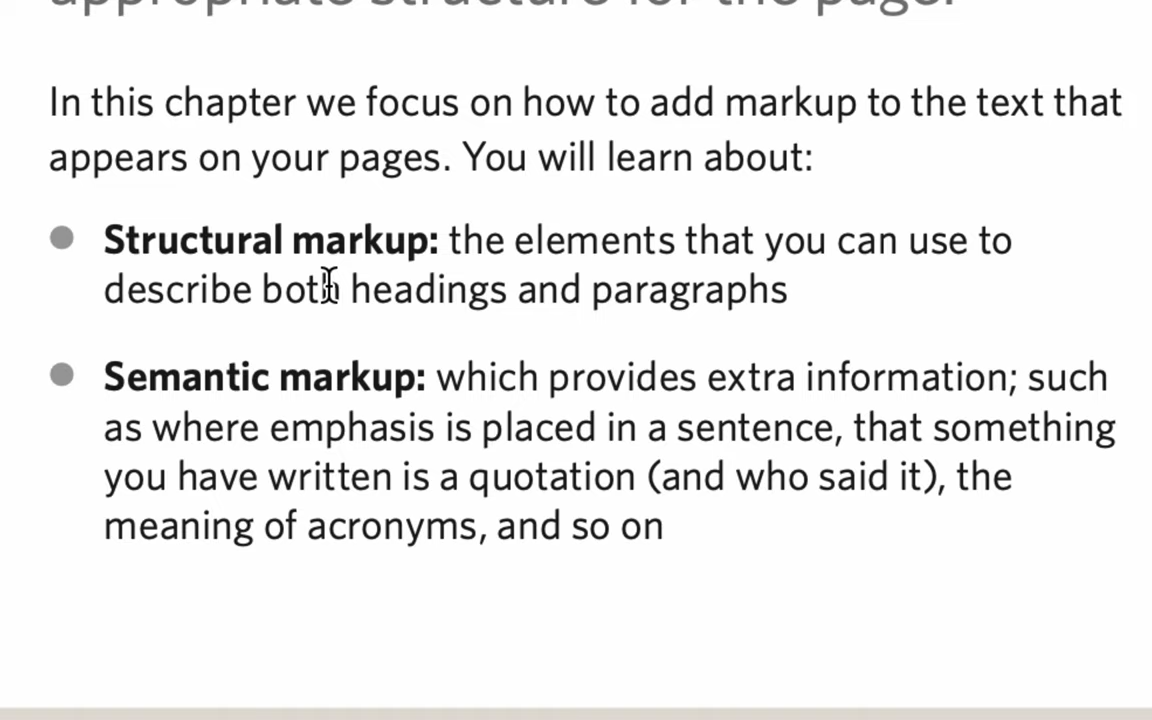 appropriate structure for the page.
In this chapter we focus on how to add markup to the text that
appears on your pages. You will learn about:
Structural markup: the elements that you can use to
describe both headings and paragraphs
Semantic markup: which provides extra information; such
as where emphasis is placed in a sentence, that something
you have written is a quotation (and who said it), the
meaning of acronyms, and so on